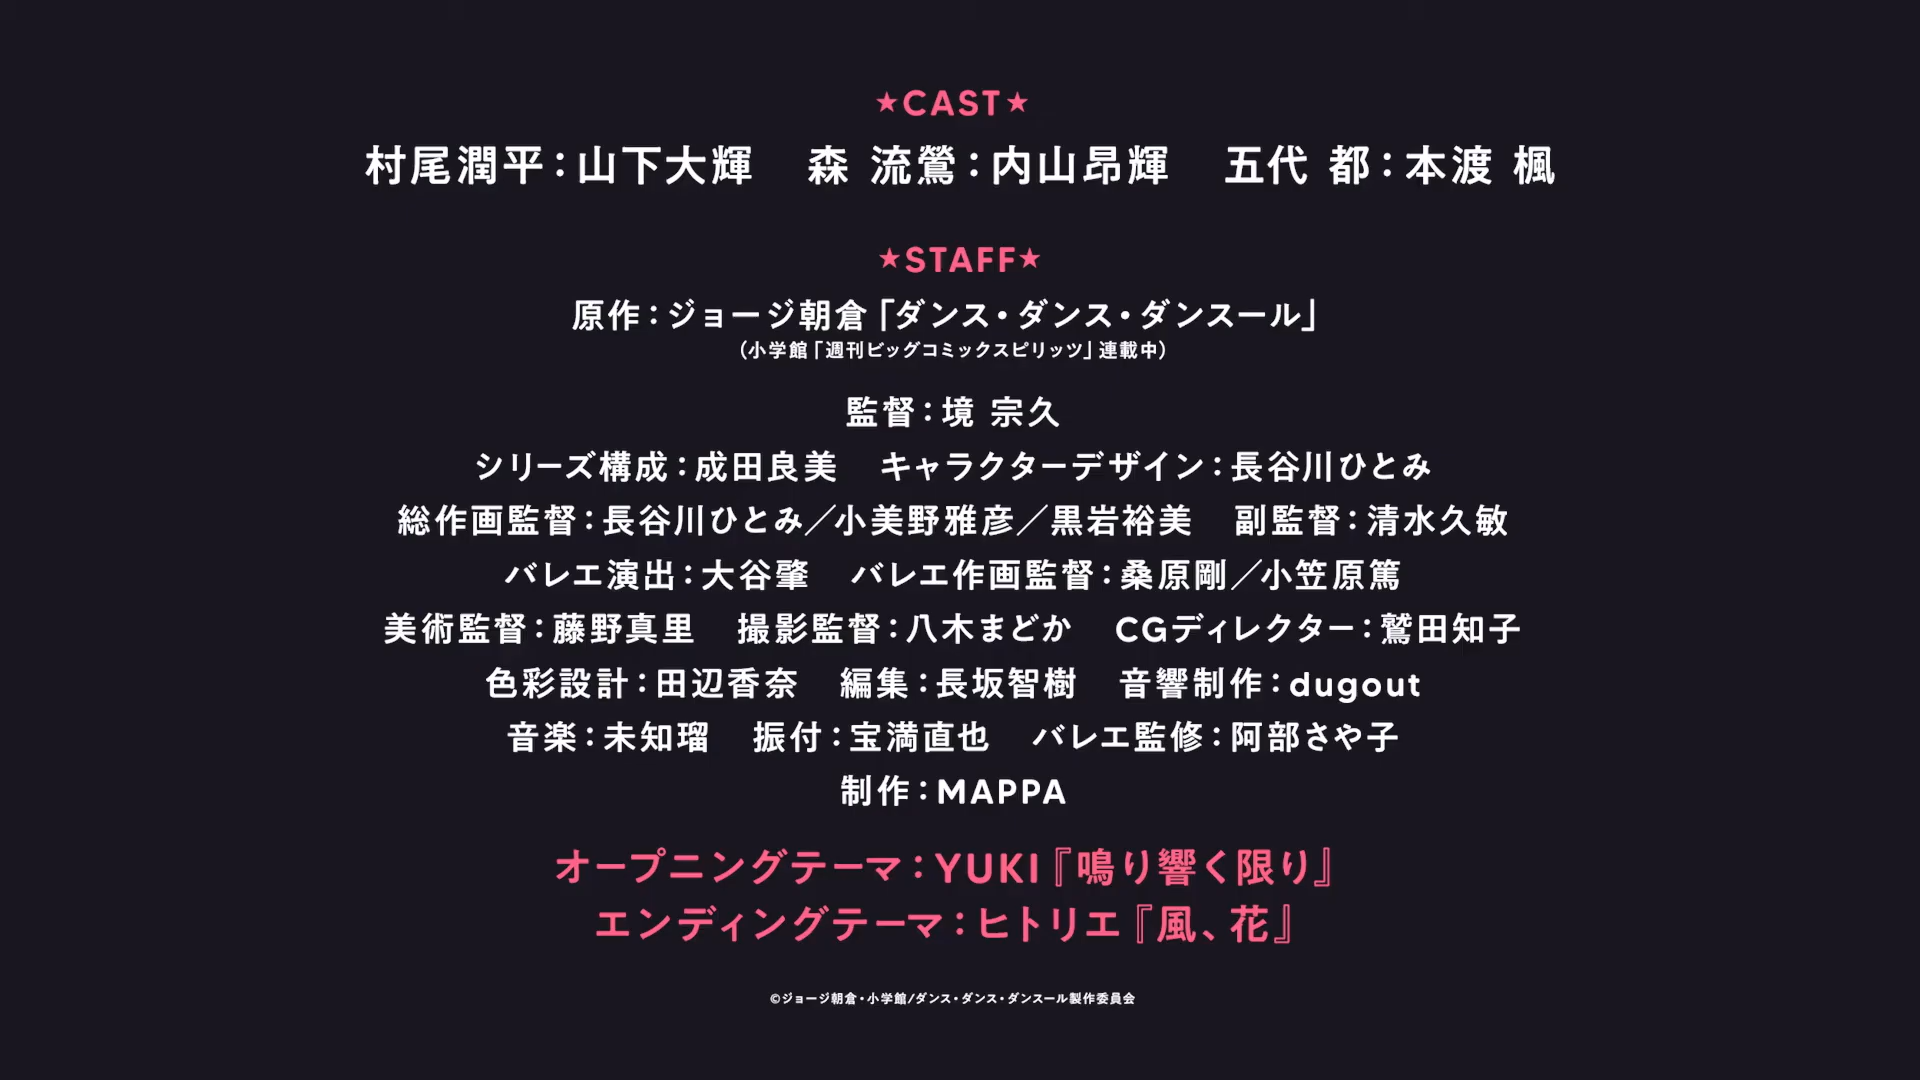 ★CAST★
村尾潤平：山下大輝　森 流鶯：内山昂輝　五代 都：本渡 楓
★STAFF★
原作：ジョージ朝倉「ダンス・ダンス・ダンスール」
（小学館「週刊ビッグコミックスピリッツ」連載中）
監督：境 宗久
シリーズ構成：成田良美　キャラクターデザイン：長谷川ひとみ
総作画監督：長谷川ひとみ／小美野雅彦／黒岩裕美　副監督：清水久敏
バレエ演出：大谷肇　バレエ作画監督：桑原剛／小笠原篤
美術監督：藤野真里　撮影監督：八木まどか　CGディレクター：鷲田知子
色彩設計：田辺香奈　編集：長坂智樹　音響制作：dugout
音楽：未知瑠　振付：宝満直也　バレエ監修：阿部さや子
制作：MAPPA
オープニングテーマ：YUKI『鳴り響く限り』
エンディングテーマ：ヒトリエ『風、花』
©ジョージ朝倉・小学館/ダンス・ダンス・ダンスール製作委員会